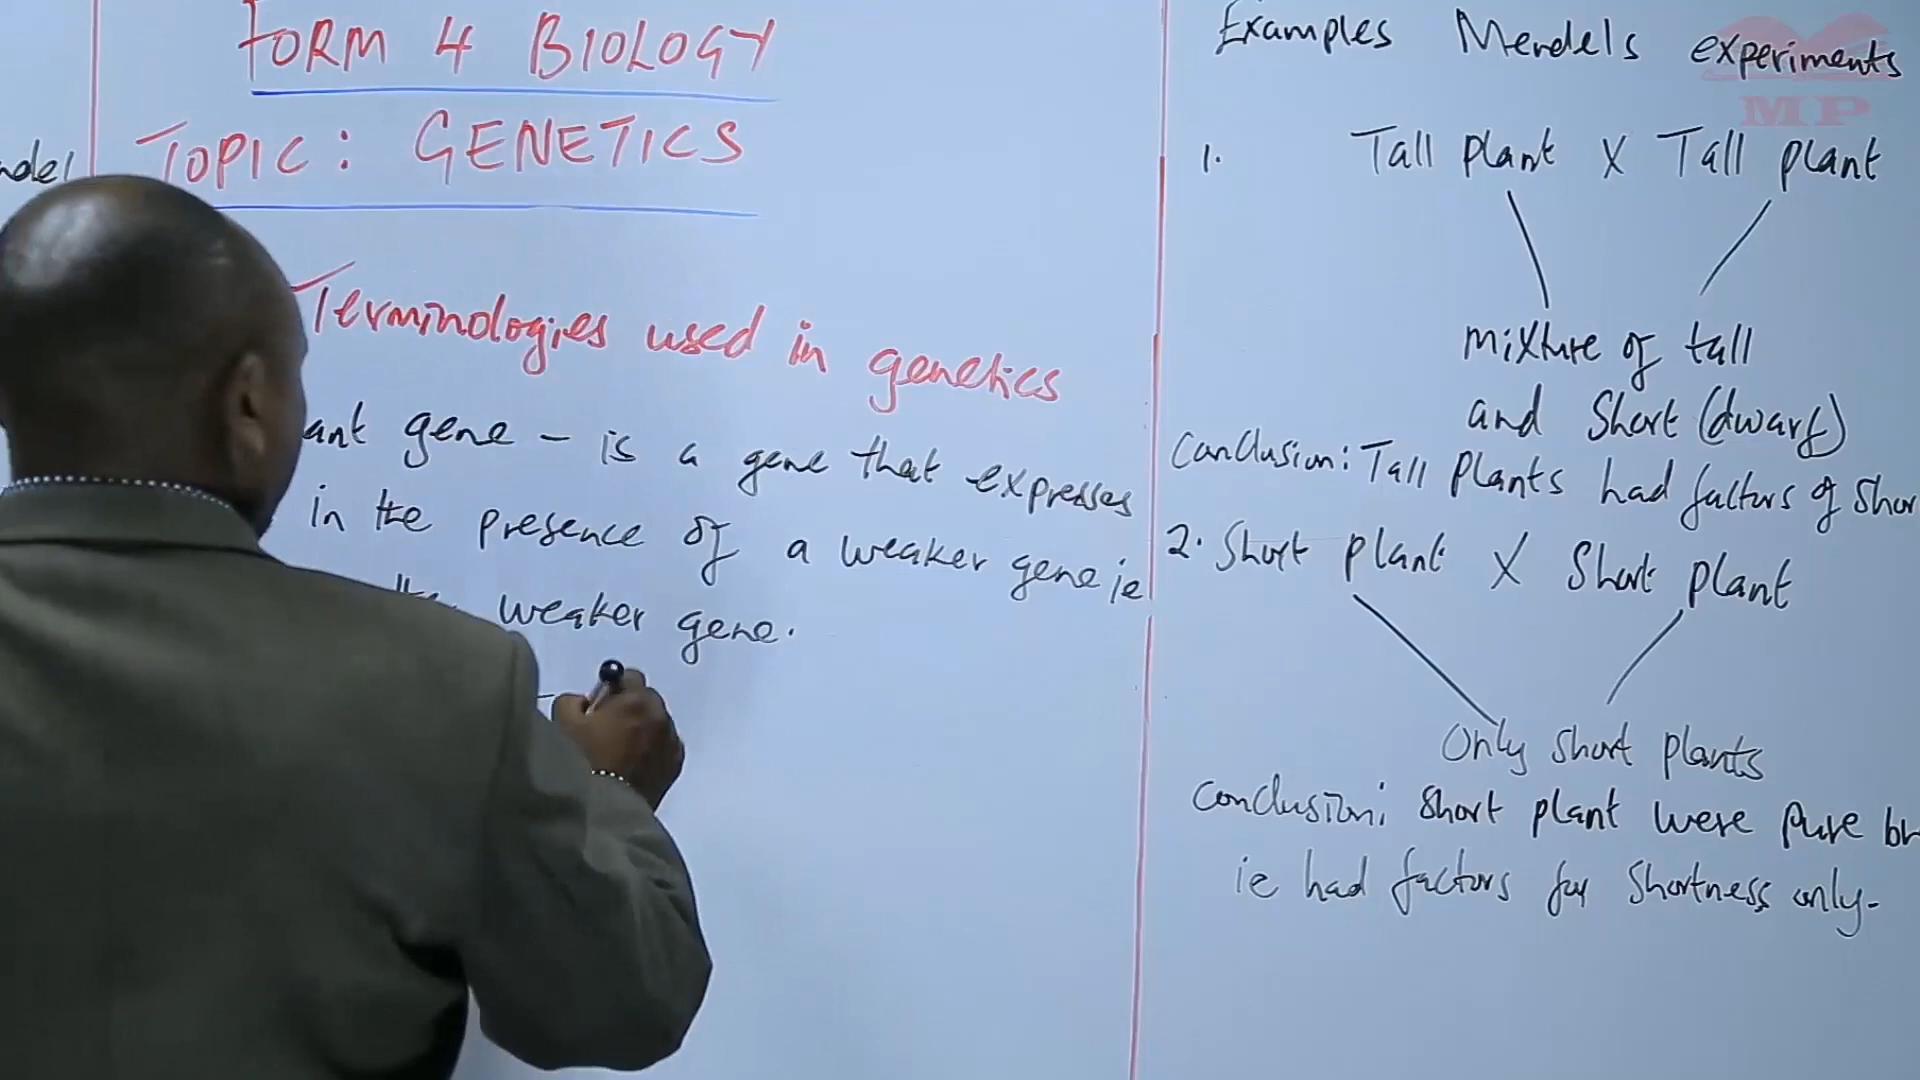 FORM 4 BIOLOGY
TOPIC: GENETICS
Terminologies used in genetics
gene - is a gene that expresses
in the presence of a weaker gene ie
weaker gene.
Examples Mendels experiments
MP
1. Tall plant X Tall plant
mixture of tall
and Short (dwarf)
Conclusion: Tall plants had factors of
2. Short plant X Short plant
Only short plants
Conclusion: Short plant were pure
ie had factors for shortness only.